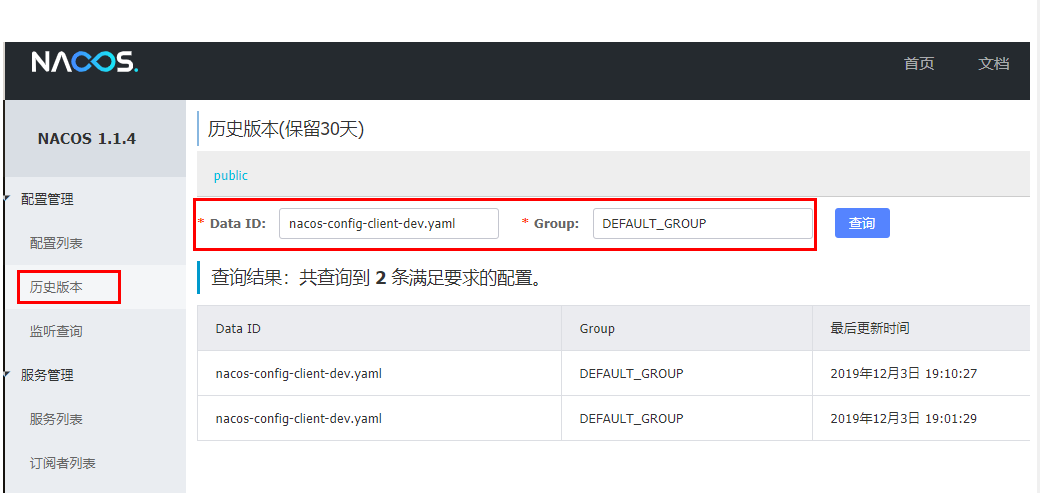 NACOS.
首页 文档
NACOS 1.1.4
配置管理
配置列表
历史版本
监听查询
服务管理
服务列表
订阅者列表
历史版本(保留30天)
public
* Data ID: nacos-config-client-dev.yaml * Group: DEFAULT_GROUP 查询
查询结果：共查询到 2 条满足要求的配置。
Data ID Group 最后更新时间
nacos-config-client-dev.yaml DEFAULT_GROUP 2019年12月3日 19:10:27
nacos-config-client-dev.yaml DEFAULT_GROUP 2019年12月3日 19:01:29